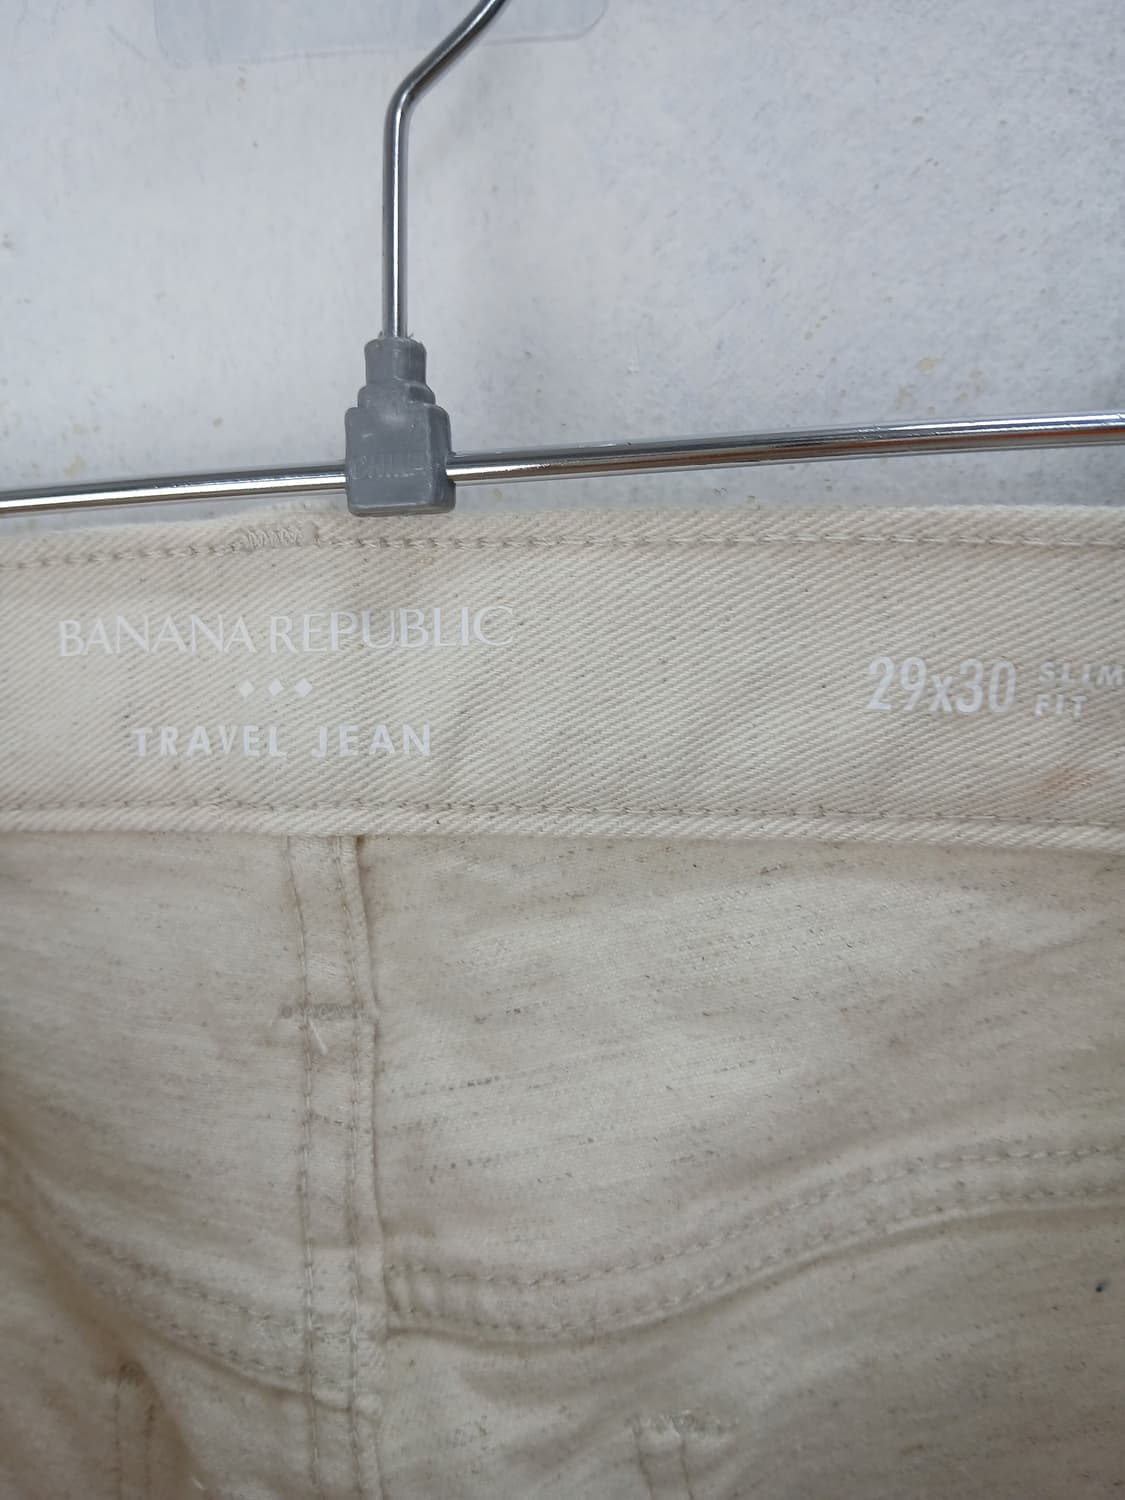 BANANA REPUBLIC
TRAVEL JEAN
29x30
SLIM
FIT